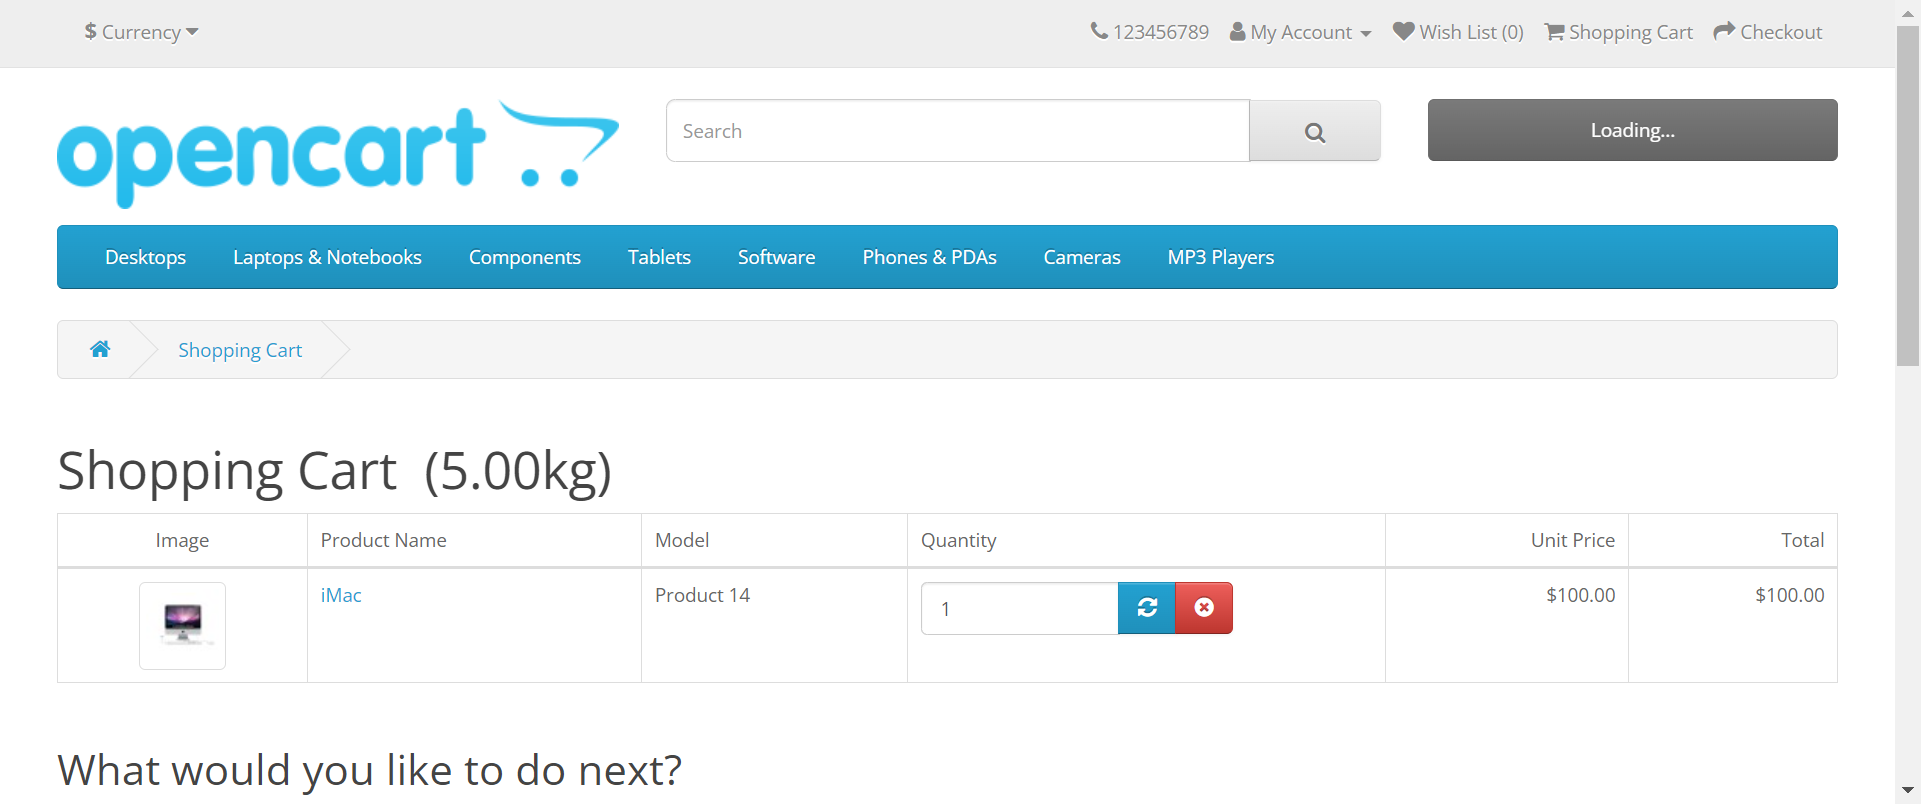 $ Currency 123456789 My Account Wish List (0) Shopping Cart Checkout
opencart Search Loading...
Desktops Laptops & Notebooks Components Tablets Software Phones & PDAs Cameras MP3 Players
Shopping Cart
Shopping Cart (5.00kg)
Image Product Name Model Quantity Unit Price Total
iMac Product 14 1 $100.00 $100.00
What would you like to do next?